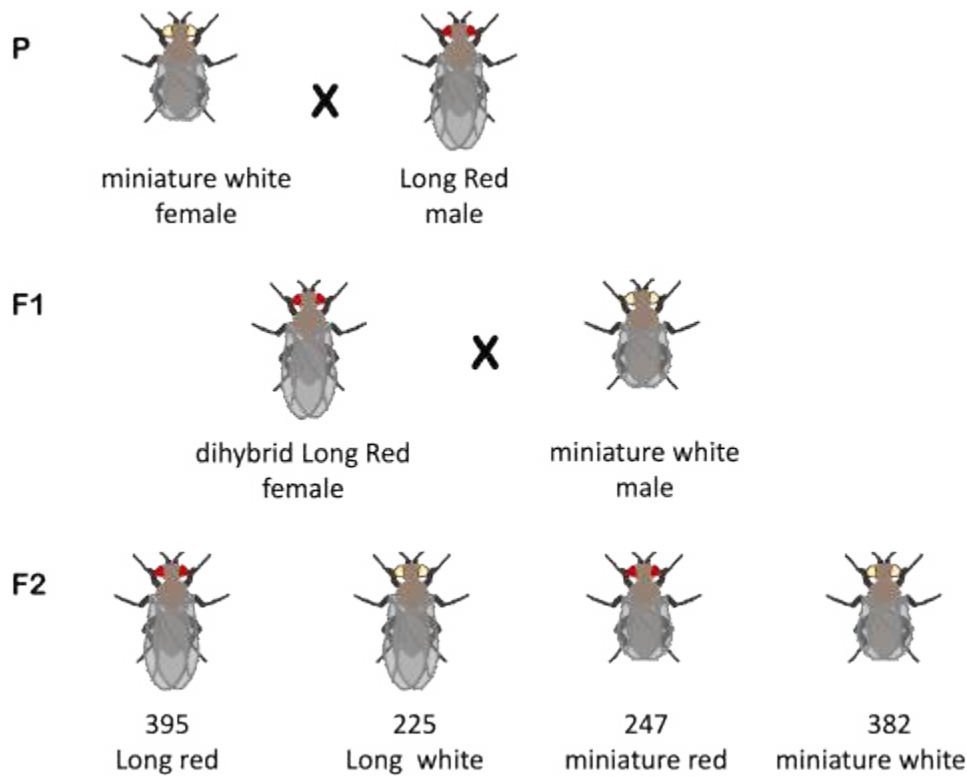 P
X
miniature white
female
Long Red
male
F1
X
dihybrid Long Red
female
miniature white
male
F2
395
Long red
225
Long white
247
miniature red
382
miniature white